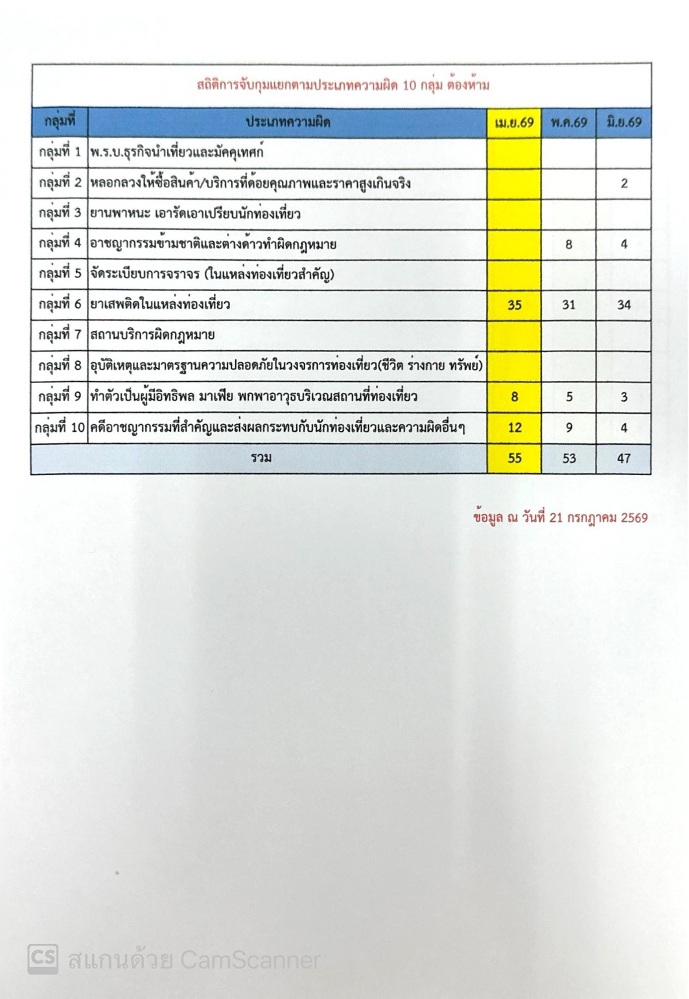 สถิติการจับกุมแยกตามประเภทความผิด 10 กลุ่ม ต้องห้าม
กลุ่มที่ ประเภทความผิด เม.ย.69 พ.ค.69 มิ.ย.69
กลุ่มที่ 1 พ.ร.บ.ธุรกิจนำเที่ยวและมัคคุเทศก์
กลุ่มที่ 2 หลอกลวงให้ซื้อสินค้า/บริการที่ด้อยคุณภาพและราคาสูงเกินจริง 2
กลุ่มที่ 3 ยานพาหนะ เอารัดเอาเปรียบนักท่องเที่ยว
กลุ่มที่ 4 อาชญากรรมข้ามชาติและต่างด้าวทำผิดกฎหมาย 8 4
กลุ่มที่ 5 จัดระเบียบการจราจร (ในแหล่งท่องเที่ยวสำคัญ)
กลุ่มที่ 6 ยาเสพติดในแหล่งท่องเที่ยว 35 31 34
กลุ่มที่ 7 สถานบริการผิดกฎหมาย
กลุ่มที่ 8 อุบัติเหตุและมาตรฐานความปลอดภัยในวงจรการท่องเที่ยว(ชีวิต ร่างกาย ทรัพย์)
กลุ่มที่ 9 ทำตัวเป็นผู้มีอิทธิพล มาเฟีย พกพาอาวุธบริเวณสถานที่ท่องเที่ยว 8 5 3
กลุ่มที่ 10 คดีอาชญากรรมที่สำคัญและส่งผลกระทบกับนักท่องเที่ยวและความผิดอื่นๆ 12 9 4
รวม 55 53 47
ข้อมูล ณ วันที่ 21 กรกฎาคม 2569
CS สแกนด้วย CamScanner